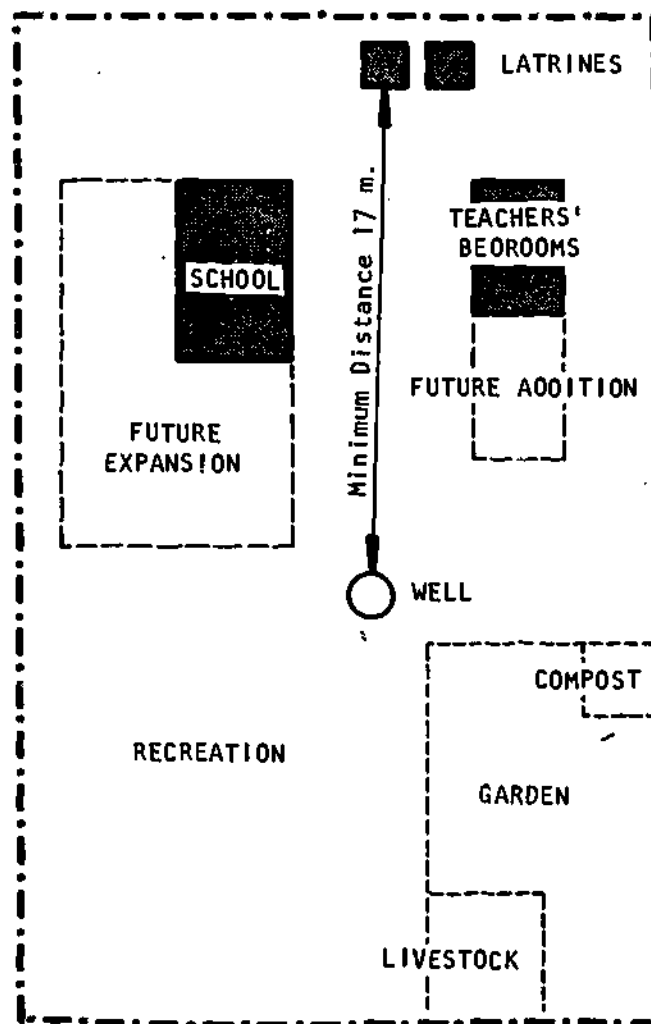 LATRINES
TEACHERS'
BEOROOMS
SCHOOL
Minimum Distance 17 m.
FUTURE AOOITION
FUTURE
EXPANSION
WELL
COMPOST
RECREATION
GARDEN
LIVESTOCK